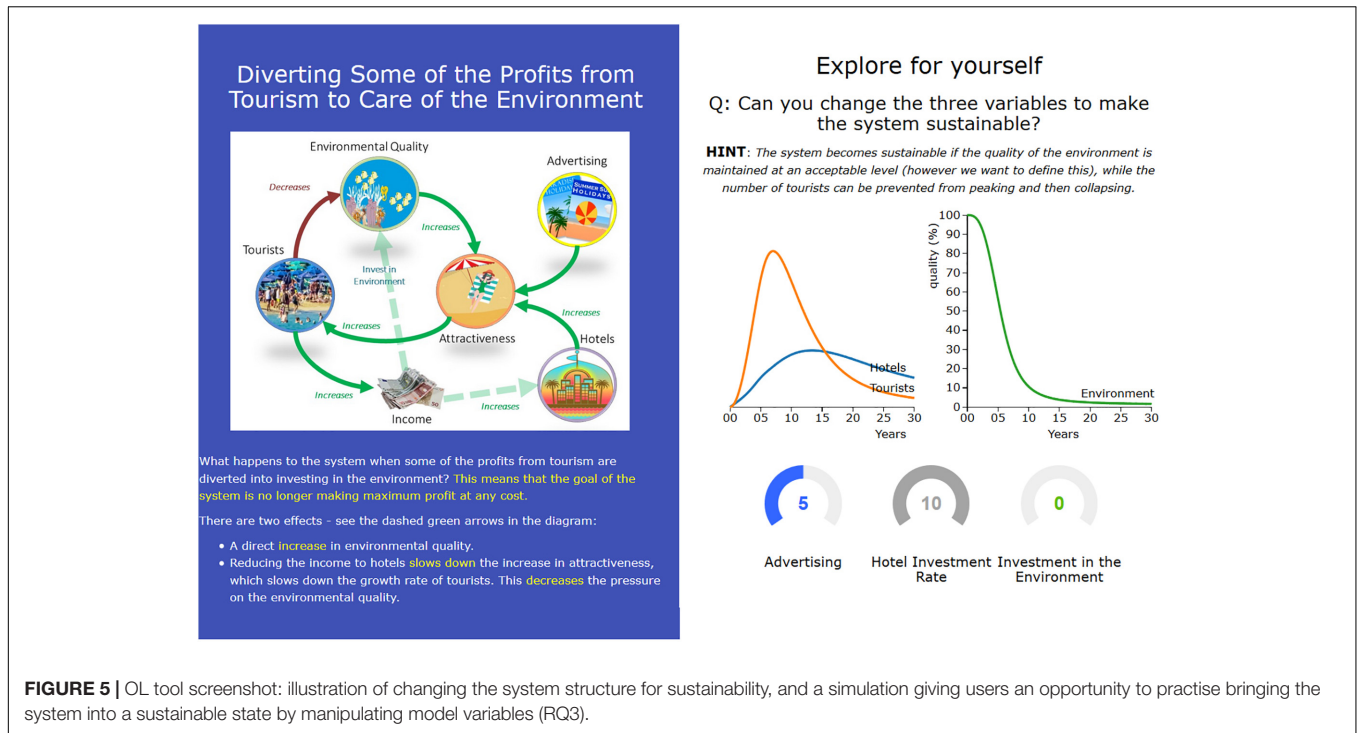 Diverting Some of the Profits from
Tourism to Care of the Environment
Environmental Quality
Advertising
Decreases
SUMMER SU
HOLIDAYS
Increases
Tourists
Invest in
Environment
Increases
Increases
Attractiveness
Hotels
Increases
Increases
Income
What happens to the system when some of the profits from tourism are
diverted into investing in the environment? This means that the goal of the
system is no longer making maximum profit at any cost.
There are two effects - see the dashed green arrows in the diagram:
• A direct increase in environmental quality.
• Reducing the income to hotels slows down the increase in attractiveness,
which slows down the growth rate of tourists. This decreases the pressure
on the environmental quality.
Explore for yourself
Q: Can you change the three variables to make
the system sustainable?
HINT: The system becomes sustainable if the quality of the environment is
maintained at an acceptable level (however we want to define this), while the
number of tourists can be prevented from peaking and then collapsing.
Hotels
Tourists
00 05 10 15 20 25 30
Years
quality (%)
100
90
80
70
60
50
40
30
20
10
0
Environment
00 05 10 15 20 25 30
Years
5
10
0
Advertising
Hotel Investment
Rate
Investment in the
Environment
FIGURE 5 | OL tool screenshot: illustration of changing the system structure for sustainability, and a simulation giving users an opportunity to practise bringing the
system into a sustainable state by manipulating model variables (RQ3).